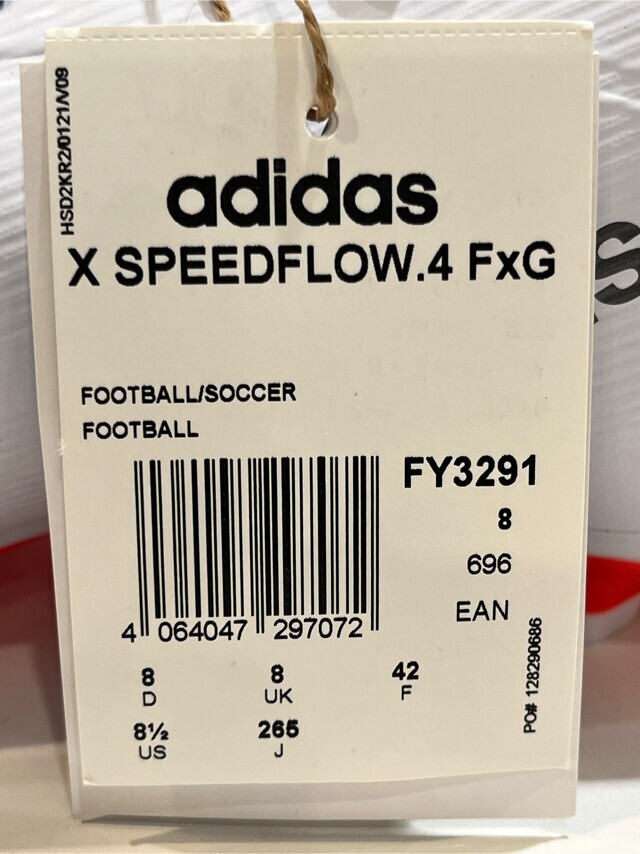 HSD2KR2/0121/V/09
adidas
X SPEEDFLOW.4 FxG
FOOTBALL/SOCCER
FOOTBALL
FY3291
8
696
EAN
4 064047 297072
8 8 42
D UK F
8½ 265
US J
PO# 128290686